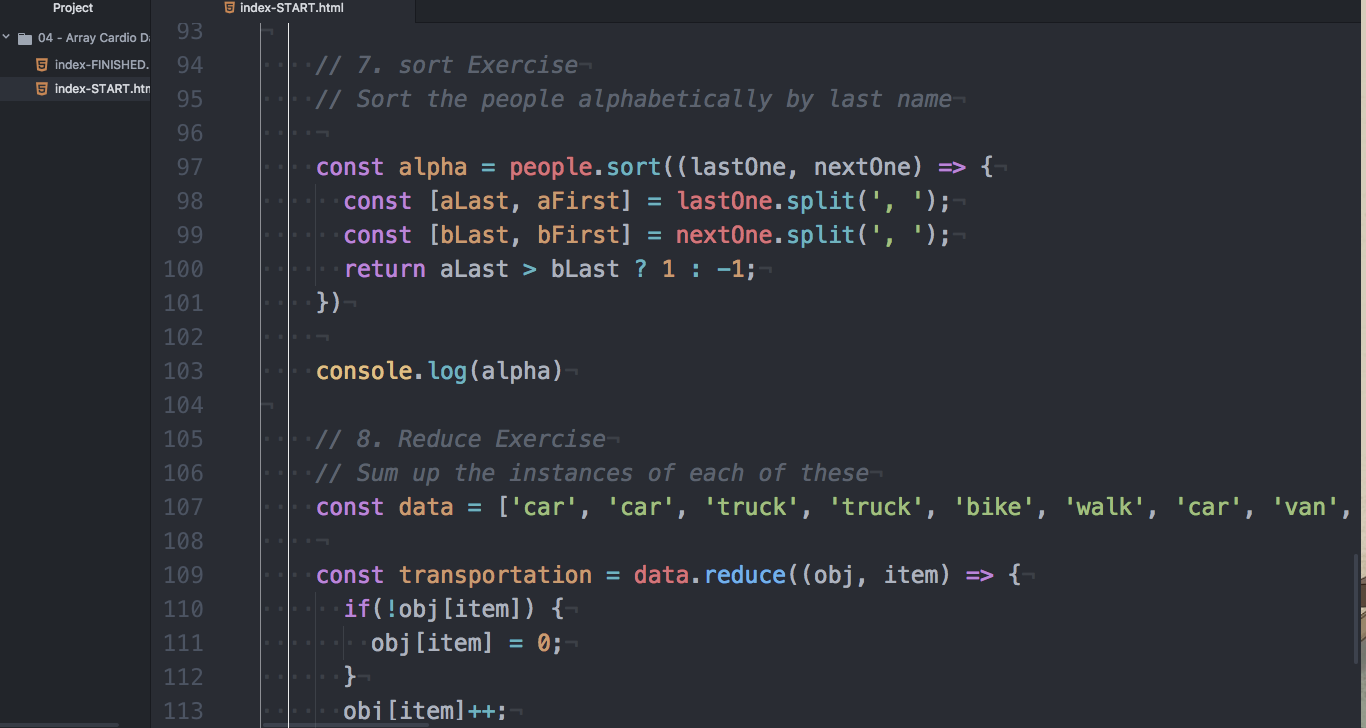 Project
index-START.html
04 - Array Cardio Da
index-FINISHED.
index-START.htm
93
94 // 7. sort Exercise¬
95 // Sort the people alphabetically by last name¬
96 ¬
97 const alpha = people.sort((lastOne, nextOne) => {¬
98 const [aLast, aFirst] = lastOne.split(', ');¬
99 const [bLast, bFirst] = nextOne.split(', ');¬
100 return aLast > bLast ? 1 : -1;¬
101 })¬
102 ¬
103 console.log(alpha)¬
104 ¬
105 // 8. Reduce Exercise¬
106 // Sum up the instances of each of these¬
107 const data = ['car', 'car', 'truck', 'truck', 'bike', 'walk', 'car', 'van',
108 ¬
109 const transportation = data.reduce((obj, item) => {¬
110 if(!obj[item]) {¬
111 obj[item] = 0;¬
112 }¬
113 obj[item]++;¬